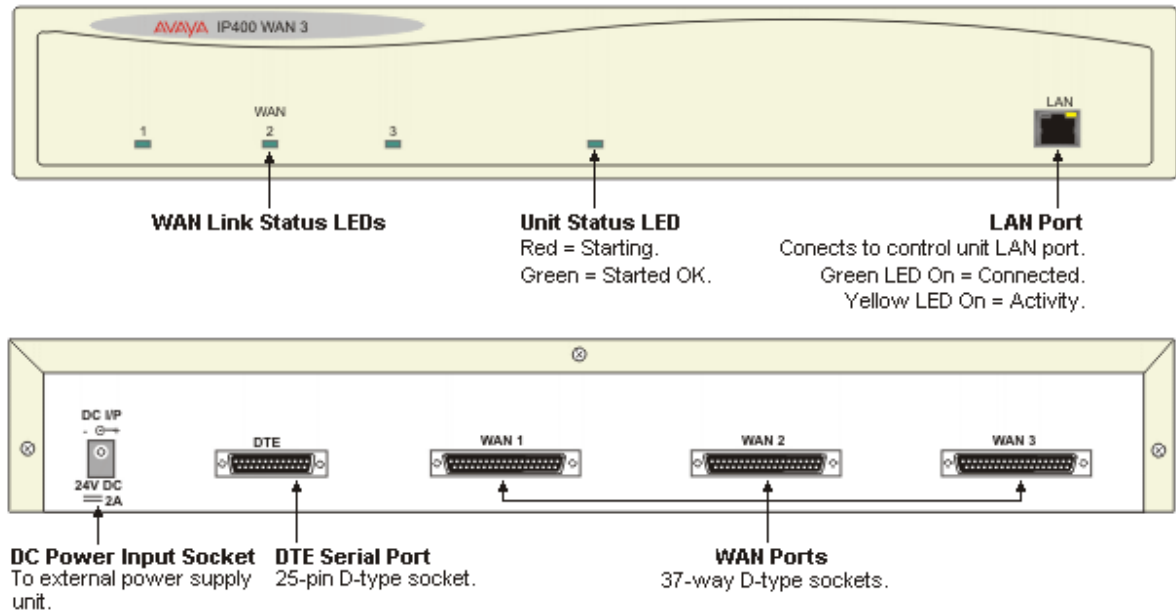 AVAYA IP400 WAN 3
WAN
LAN
1 2 3
WAN Link Status LEDs
Unit Status LED
Red = Starting.
Green = Started OK.
LAN Port
Conects to control unit LAN port.
Green LED On = Connected.
Yellow LED On = Activity.
DC I/P
- +
24V DC
2A
DTE
WAN 1
WAN 2
WAN 3
DC Power Input Socket
To external power supply
unit.
DTE Serial Port
25-pin D-type socket.
WAN Ports
37-way D-type sockets.